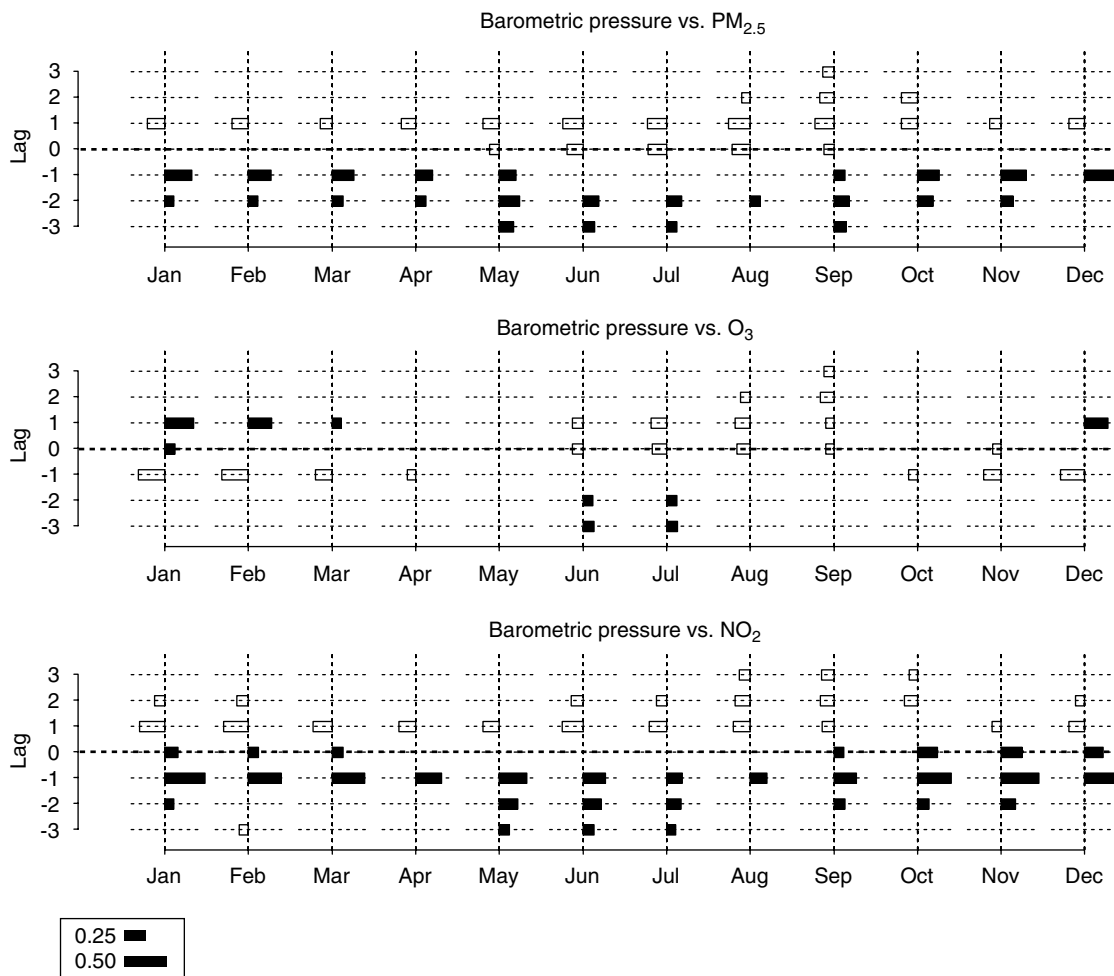 Barometric pressure vs. PM2.5
3
2
1
0
-1
-2
-3
Lag
Jan Feb Mar Apr May Jun Jul Aug Sep Oct Nov Dec
Barometric pressure vs. O3
3
2
1
0
-1
-2
-3
Lag
Jan Feb Mar Apr May Jun Jul Aug Sep Oct Nov Dec
Barometric pressure vs. NO2
3
2
1
0
-1
-2
-3
Lag
Jan Feb Mar Apr May Jun Jul Aug Sep Oct Nov Dec
0.25
0.50